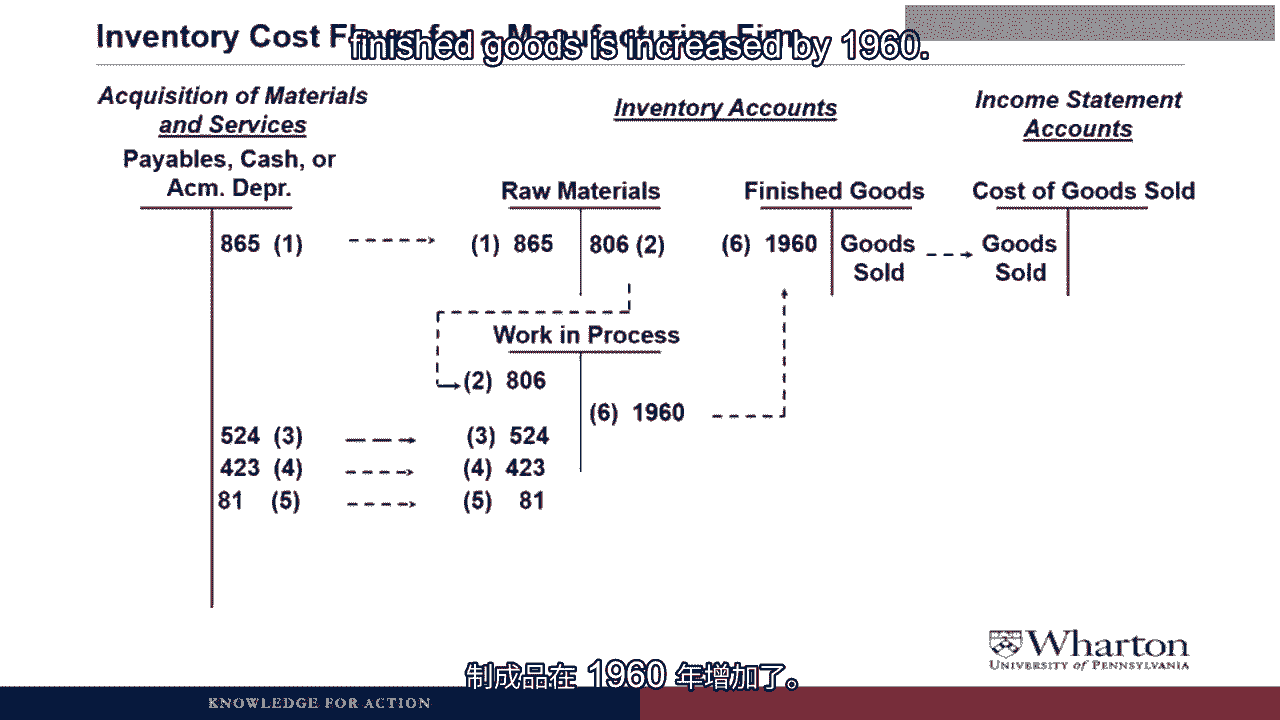 Inventory Cost Flows for a Manufacturing Firm
finished goods is increased by 1960.
Acquisition of Materials
and Services
Inventory Accounts
Income Statement
Accounts
Payables, Cash, or
Acm. Depr.
Raw Materials
Finished Goods
Cost of Goods Sold
865 (1)
(1) 865
806 (2)
(6) 1960
Goods
Sold
Goods
Sold
Work in Process
(2) 806
(6) 1960
524 (3)
(3) 524
423 (4)
(4) 423
81 (5)
(5) 81
Wharton
UNIVERSITY of PENNSYLVANIA
制成品在 1960 年增加了。
KNOWLEDGE FOR ACTION